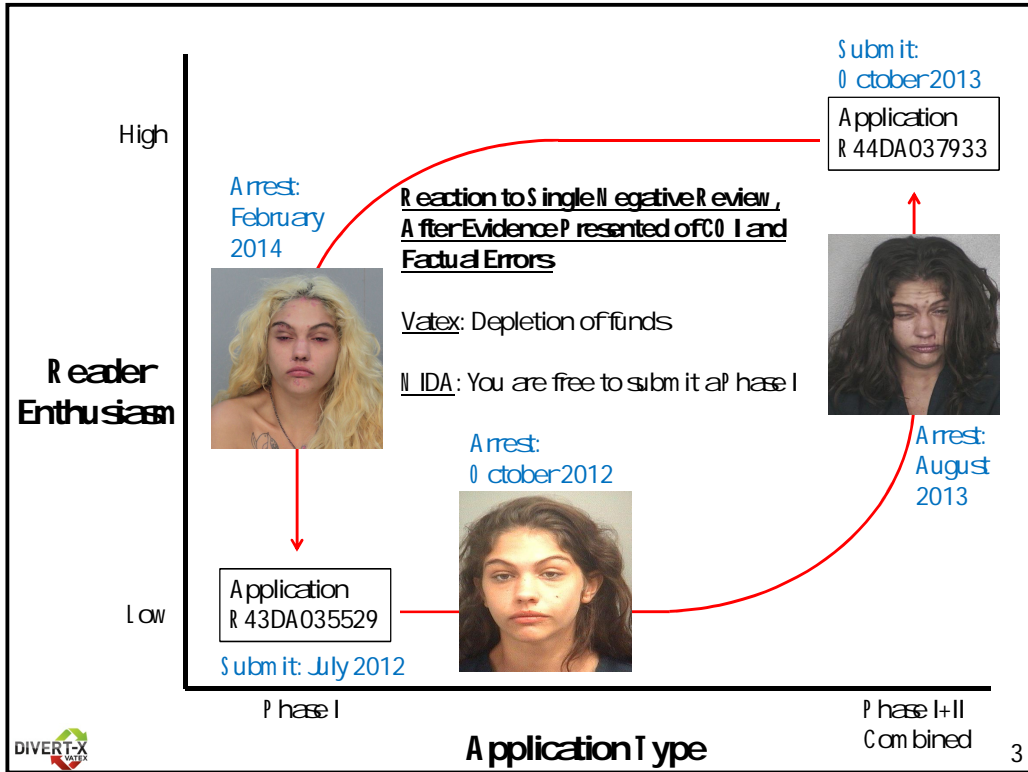 Submit:
October 2013
High
Application
R44DA037933
Arrest:
February
2014
Reaction to Single Negative Review,
After Evidence Presented of COI and
Factual Errors
Vatex: Depletion of funds.
NIDA: You are free to submit a Phase I
Reader
Enthusiasm
Arrest:
October 2012
Arrest:
August
2013
Application
R43DA035529
Low
Submit: July 2012
Phase I
Phase I+II
Combined
Application Type
DIVERT-X
VATEX
3